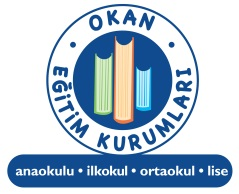 • OKAN •
EĞİTİM KURUMLARI
anaokulu • ilkokul • ortaokul • lise